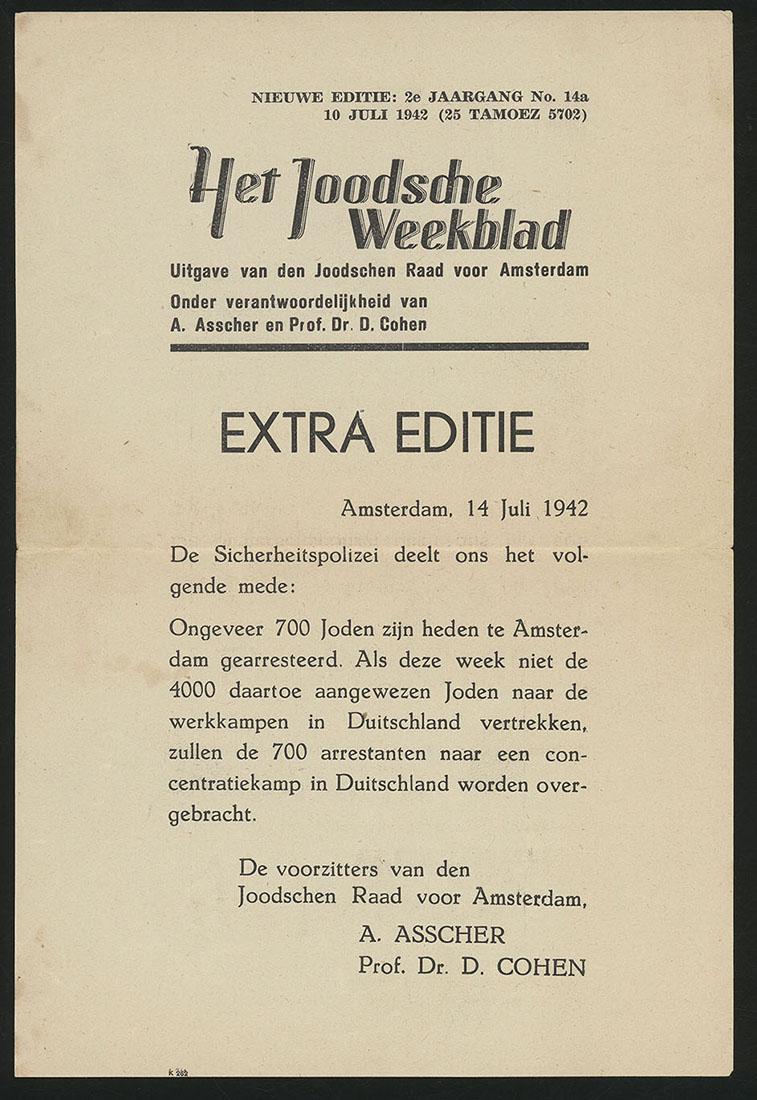 NIEUWE EDITIE: 2e JAARGANG No. 14a
10 JULI 1942 (25 TAMOEZ 5702)
Het Joodsche
Weekblad
Uitgave van den Joodschen Raad voor Amsterdam
Onder verantwoordelijkheid van
A. Asscher en Prof. Dr. D. Cohen
EXTRA EDITIE
Amsterdam, 14 Juli 1942
De Sicherheitspolizei deelt ons het vol-
gende mede:
Ongeveer 700 Joden zijn heden te Amster-
dam gearresteerd. Als deze week niet de
4000 daartoe aangewezen Joden naar de
werkkampen in Duitschland vertrekken,
zullen de 700 arrestanten naar een con-
centratiekamp in Duitschland worden over-
gebracht.
De voorzitters van den
Joodschen Raad voor Amsterdam,
A. ASSCHER
Prof. Dr. D. COHEN